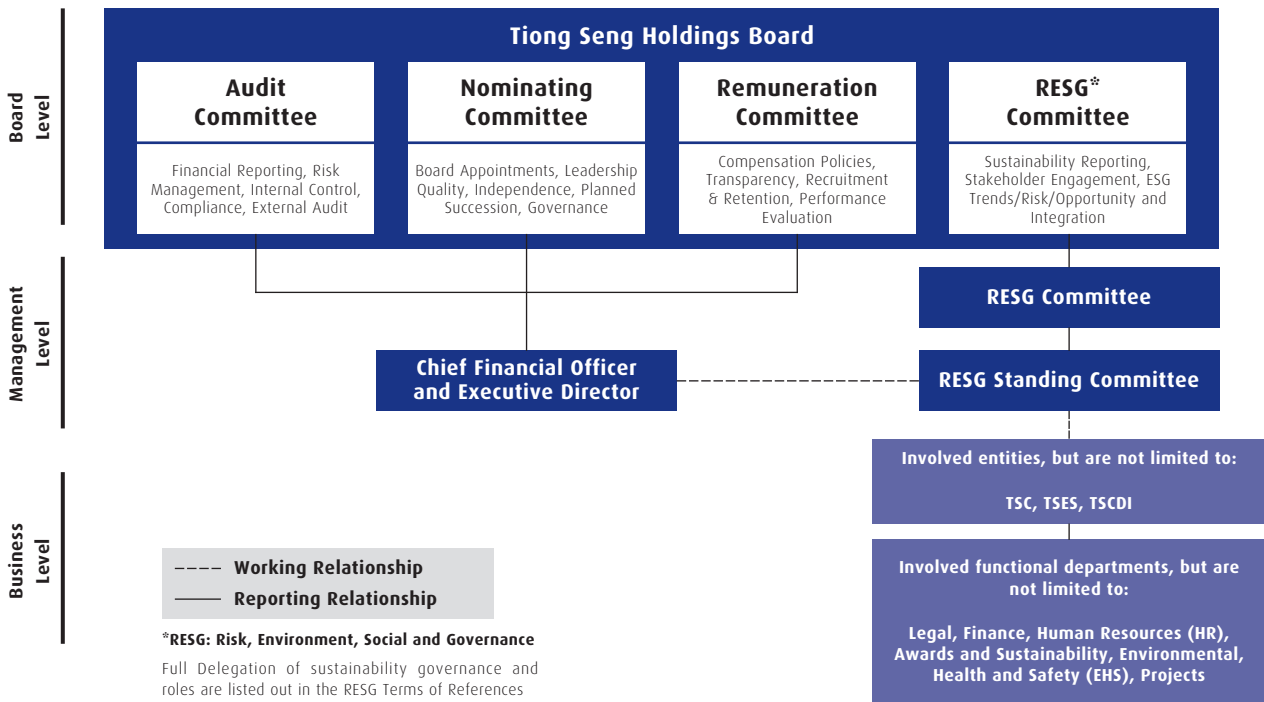 Tiong Seng Holdings Board
Board
Level
Audit
Committee
Financial Reporting, Risk
Management, Internal Control,
Compliance, External Audit
Nominating
Committee
Board Appointments, Leadership
Quality, Independence, Planned
Succession, Governance
Remuneration
Committee
Compensation Policies,
Transparency, Recruitment
& Retention, Performance
Evaluation
RESG*
Committee
Sustainability Reporting,
Stakeholder Engagement, ESG
Trends/Risk/Opportunity and
Integration
Management
Level
RESG Committee
Chief Financial Officer
and Executive Director
RESG Standing Committee
Business
Level
Involved entities, but are not limited to:
TSC, TSES, TSCDI
Involved functional departments, but are
not limited to:
Legal, Finance, Human Resources (HR),
Awards and Sustainability, Environmental,
Health and Safety (EHS), Projects
Working Relationship
Reporting Relationship
*RESG: Risk, Environment, Social and Governance
Full Delegation of sustainability governance and
roles are listed out in the RESG Terms of References